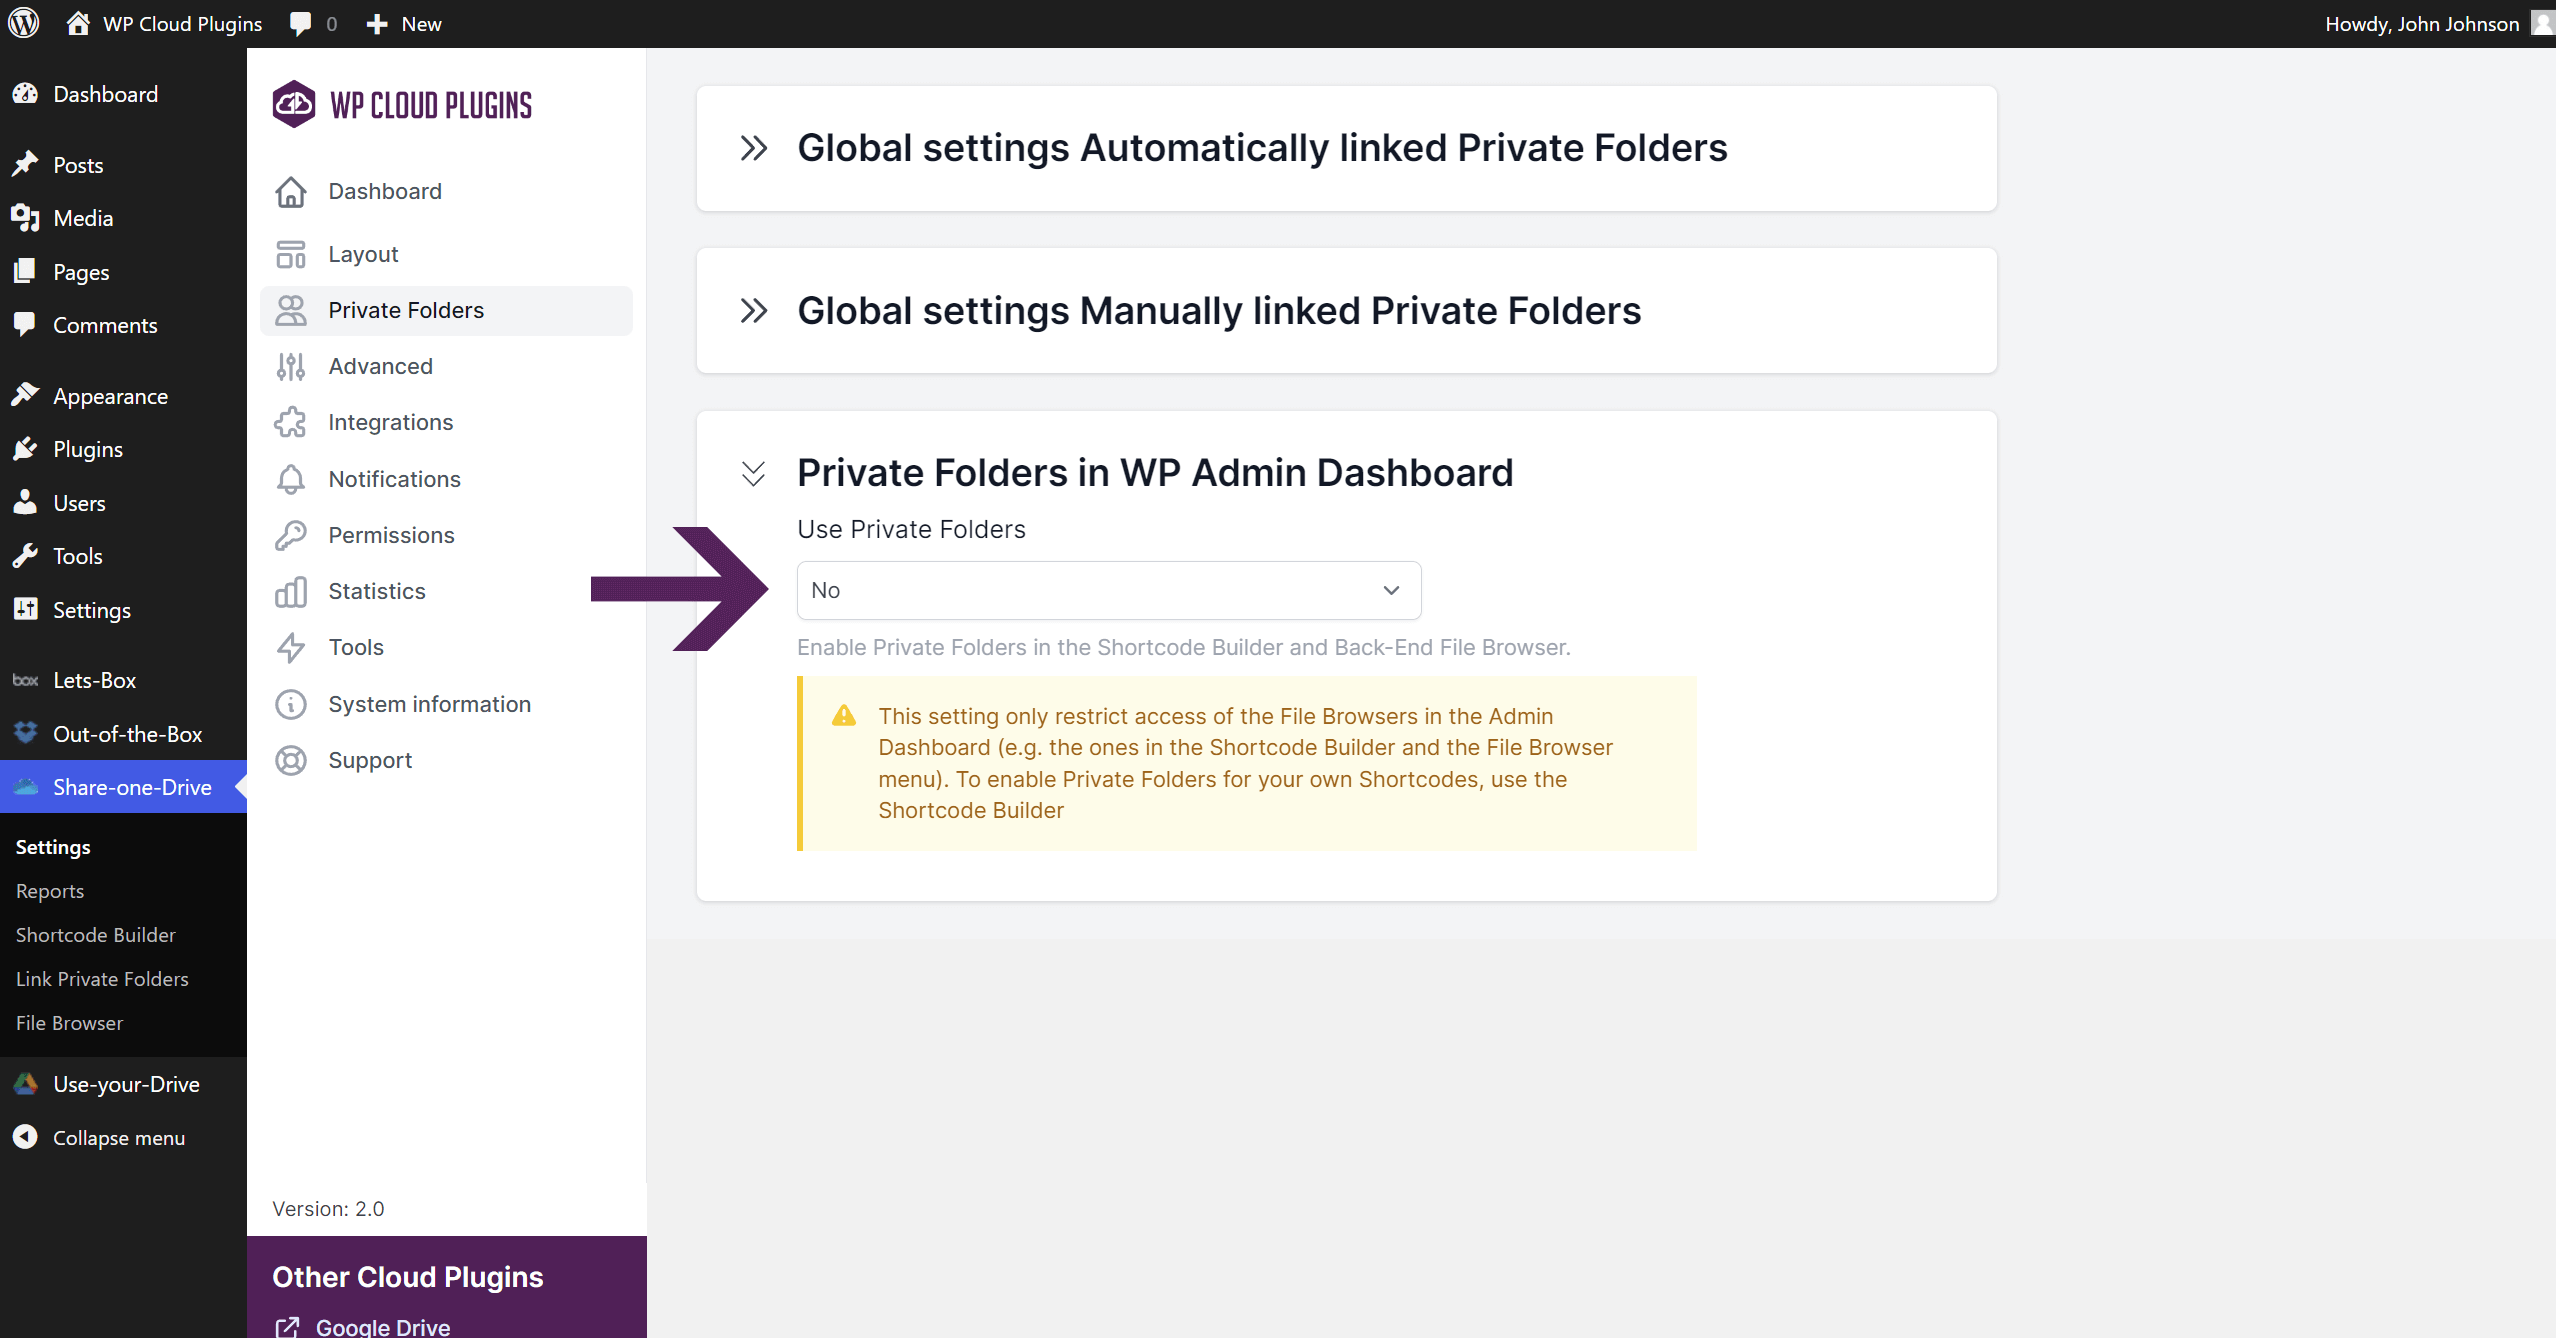 WP Cloud Plugins
0
New
Howdy, John Johnson
Dashboard
Posts
Media
Pages
Comments
Appearance
Plugins
Users
Tools
Settings
box
Lets-Box
Out-of-the-Box
Share-one-Drive
Settings
Reports
Shortcode Builder
Link Private Folders
File Browser
Use-your-Drive
Collapse menu
WP CLOUD PLUGINS
Dashboard
Layout
Private Folders
Advanced
Integrations
Notifications
Permissions
Statistics
Tools
System information
Support
Version: 2.0
Other Cloud Plugins
Google Drive
Global settings Automatically linked Private Folders
Global settings Manually linked Private Folders
Private Folders in WP Admin Dashboard
Use Private Folders
No
Enable Private Folders in the Shortcode Builder and Back-End File Browser.
This setting only restrict access of the File Browsers in the Admin
Dashboard (e.g. the ones in the Shortcode Builder and the File Browser
menu). To enable Private Folders for your own Shortcodes, use the
Shortcode Builder